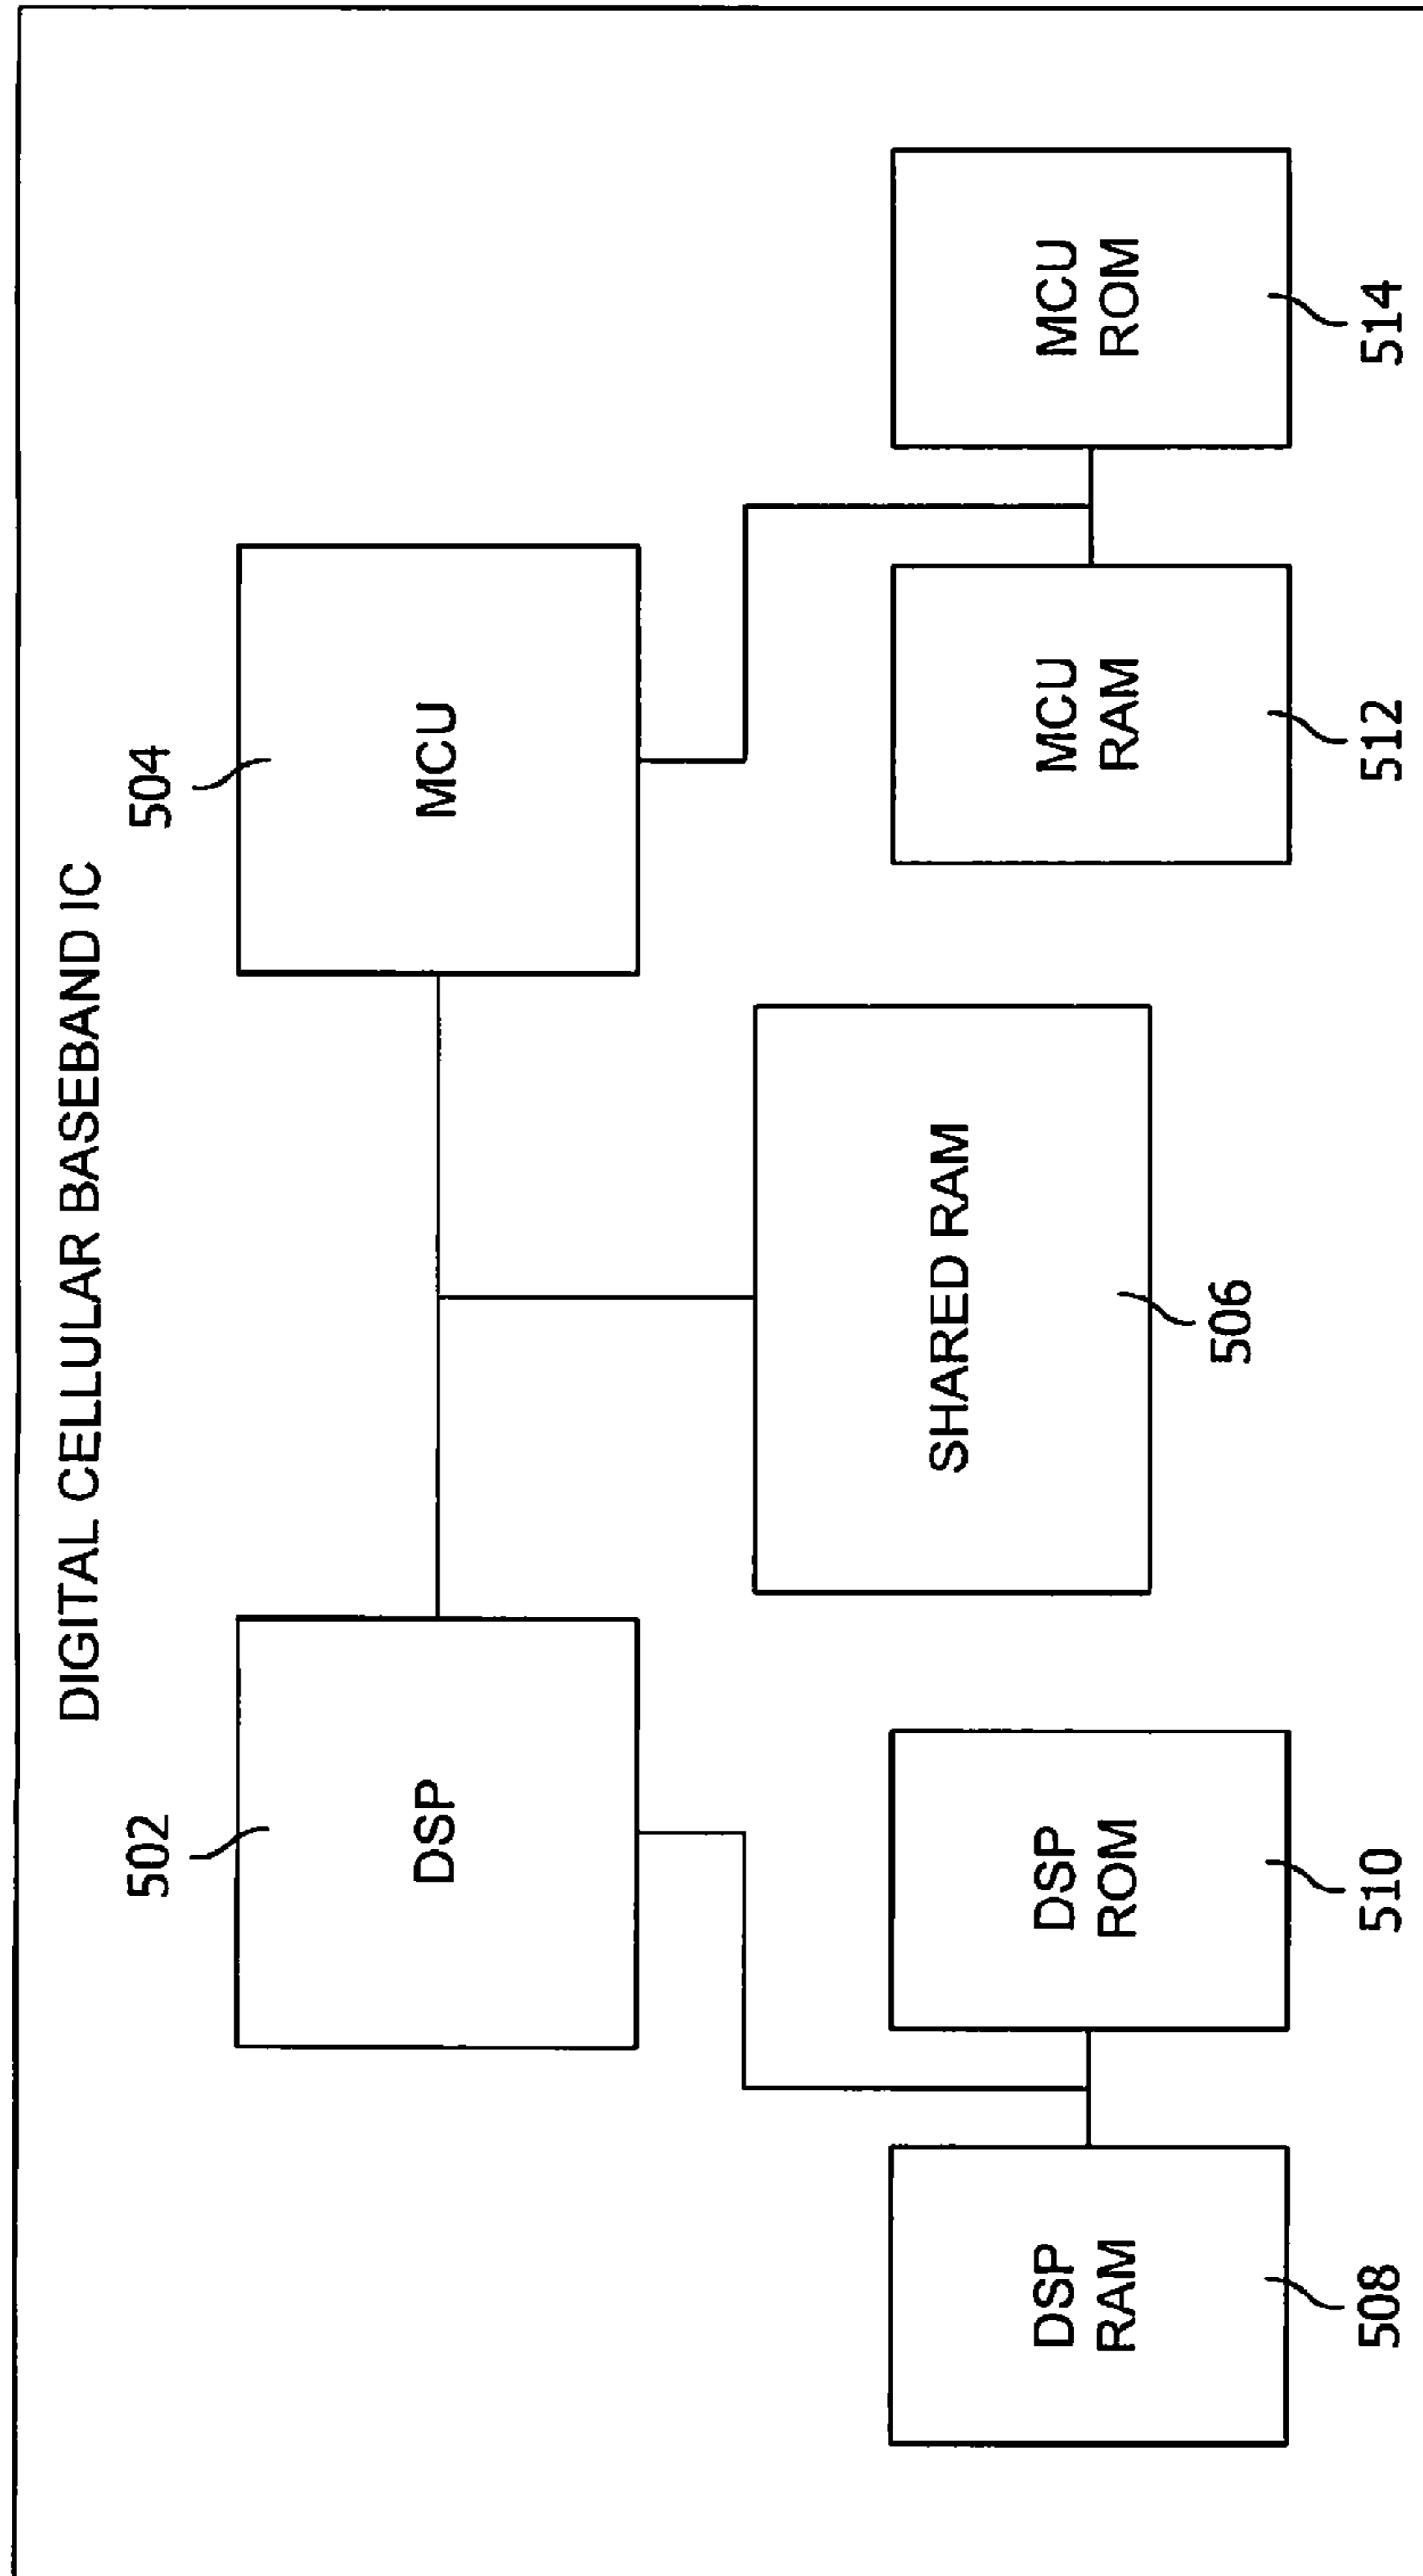 DIGITAL CELLULAR BASEBAND IC
502
DSP
504
MCU
SHARED RAM
506
DSP
RAM
508
DSP
ROM
510
MCU
RAM
512
MCU
ROM
514